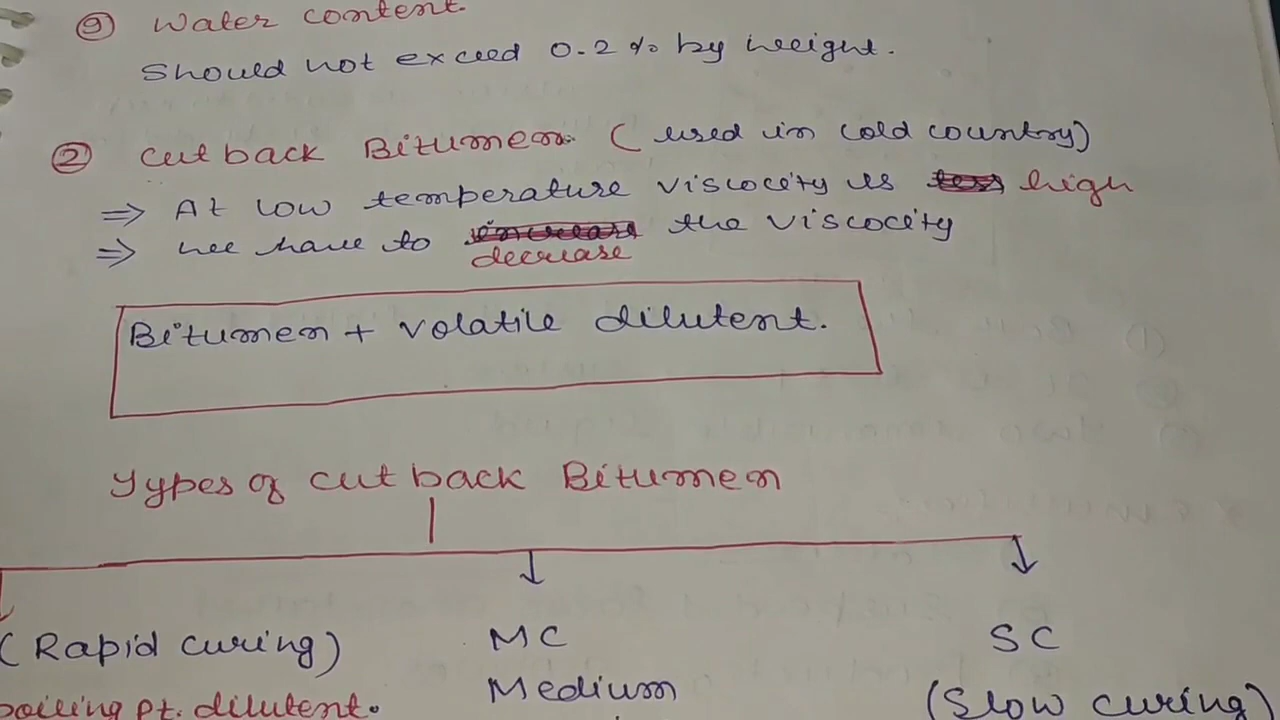 9 Water content
Should not exceed 0.2% by weight.
2 Cut back Bitumen. (used in cold country)
⇒ At low temperature viscocity is high
⇒ we have to decrease the viscocity
Bitumen + volatile dilutent.
Types of cut back Bitumen
(Rapid curing) MC SC
boiling pt. dilutent. Medium (Slow curing)